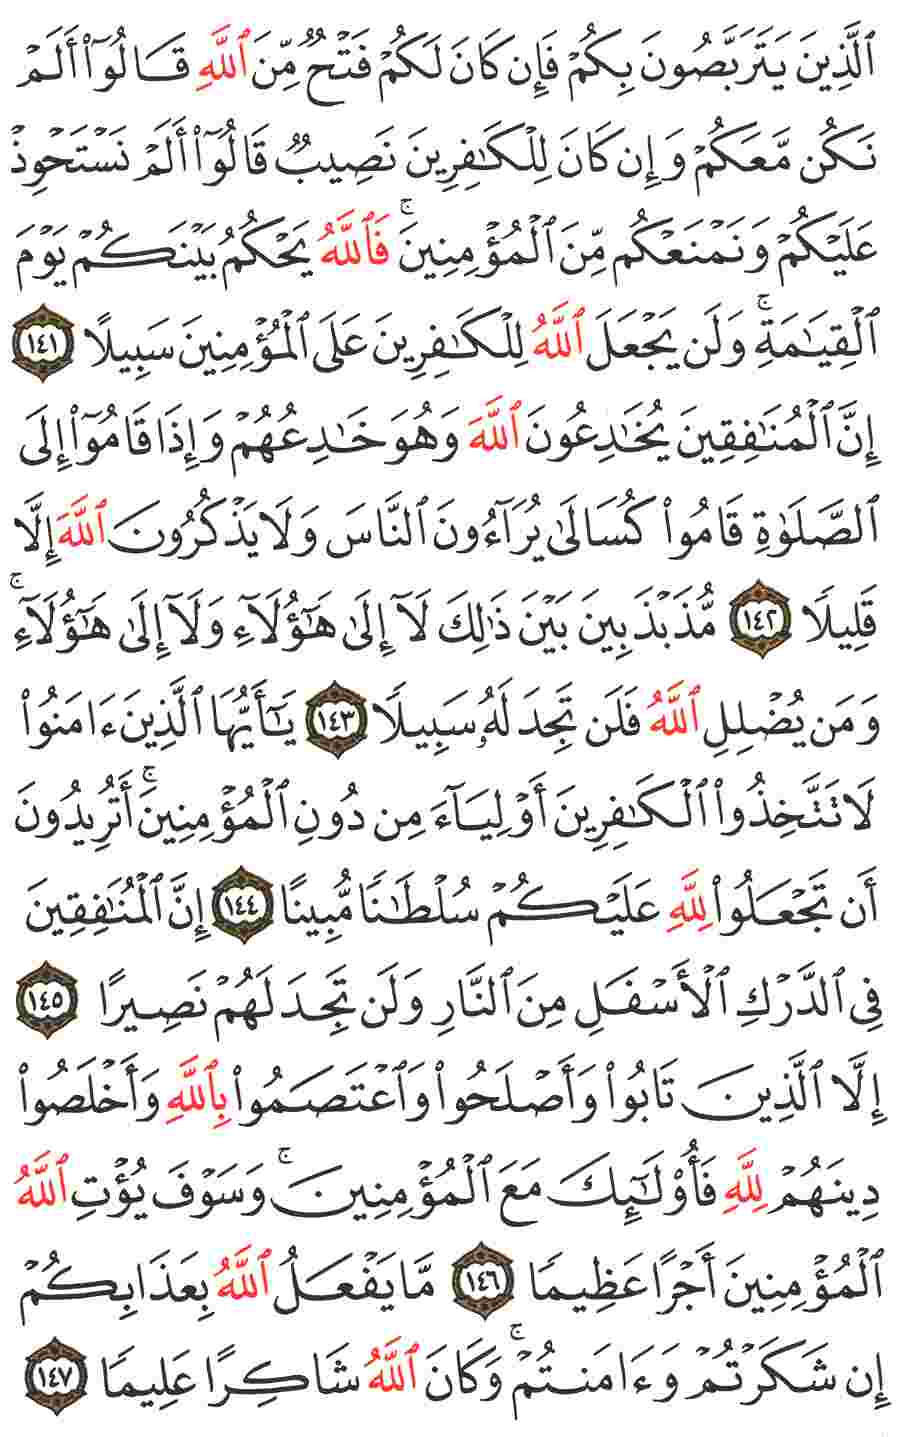 ٱلَّذِينَ يَتَرَبَّصُونَ بِكُمۡ فَإِن كَانَ لَكُمۡ فَتۡحٞ مِّنَ ٱللَّهِ قَالُوٓاْ أَلَمۡ
نَكُن مَّعَكُمۡ وَإِن كَانَ لِلۡكَٰفِرِينَ نَصِيبٞ قَالُوٓاْ أَلَمۡ نَسۡتَحۡوِذۡ
عَلَيۡكُمۡ وَنَمۡنَعۡكُم مِّنَ ٱلۡمُؤۡمِنِينَۚ فَٱللَّهُ يَحۡكُمُ بَيۡنَكُمۡ يَوۡمَ
ٱلۡقِيَٰمَةِۚ وَلَن يَجۡعَلَ ٱللَّهُ لِلۡكَٰفِرِينَ عَلَى ٱلۡمُؤۡمِنِينَ سَبِيلًا ١٤١
إِنَّ ٱلۡمُنَٰفِقِينَ يُخَٰدِعُونَ ٱللَّهَ وَهُوَ خَٰدِعُهُمۡ وَإِذَا قَامُوٓاْ إِلَى
ٱلصَّلَوٰةِ قَامُواْ كُسَالَىٰ يُرَآءُونَ ٱلنَّاسَ وَلَا يَذۡكُرُونَ ٱللَّهَ إِلَّا
قَلِيلٗا ١٤٢ مُّذَبۡذَبِينَ بَيۡنَ ذَٰلِكَ لَآ إِلَىٰ هَٰٓؤُلَآءِ وَلَآ إِلَىٰ هَٰٓؤُلَآءِۚ
وَمَن يُضۡلِلِ ٱللَّهُ فَلَن تَجِدَ لَهُۥ سَبِيلٗا ١٤٣ يَٰٓأَيُّهَا ٱلَّذِينَ ءَامَنُواْ
لَا تَتَّخِذُواْ ٱلۡكَٰفِرِينَ أَوۡلِيَآءَ مِن دُونِ ٱلۡمُؤۡمِنِينَۚ أَتُرِيدُونَ
أَن تَجۡعَلُواْ لِلَّهِ عَلَيۡكُمۡ سُلۡطَٰنٗا مُّبِينًا ١٤٤ إِنَّ ٱلۡمُنَٰفِقِينَ
فِي ٱلدَّرۡكِ ٱلۡأَسۡفَلِ مِنَ ٱلنَّارِ وَلَن تَجِدَ لَهُمۡ نَصِيرًا ١٤٥
إِلَّا ٱلَّذِينَ تَابُواْ وَأَصۡلَحُواْ وَٱعۡتَصَمُواْ بِٱللَّهِ وَأَخۡلَصُواْ
دِينَهُمۡ لِلَّهِ فَأُوْلَٰٓئِكَ مَعَ ٱلۡمُؤۡمِنِينَۖ وَسَوۡفَ يُؤۡتِ ٱللَّهُ
ٱلۡمُؤۡمِنِينَ أَجۡرًا عَظِيمٗا ١٤٦ مَّا يَفۡعَلُ ٱللَّهُ بِعَذَابِكُمۡ
إِن شَكَرۡتُمۡ وَءَامَنتُمۡۚ وَكَانَ ٱللَّهُ شَاكِرًا عَلِيمٗا ١٤٧